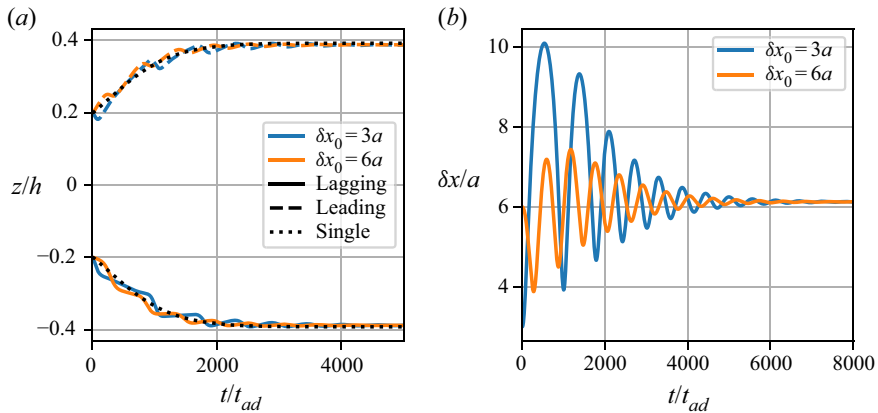 (a)
0.4
0.2
0
−0.2
−0.4
z/h
δx₀ = 3a
δx₀ = 6a
Lagging
Leading
Single
0
2000
4000
t/t_ad
(b)
10
8
6
4
δx/a
δx₀ = 3a
δx₀ = 6a
0
2000
4000
6000
8000
t/t_ad